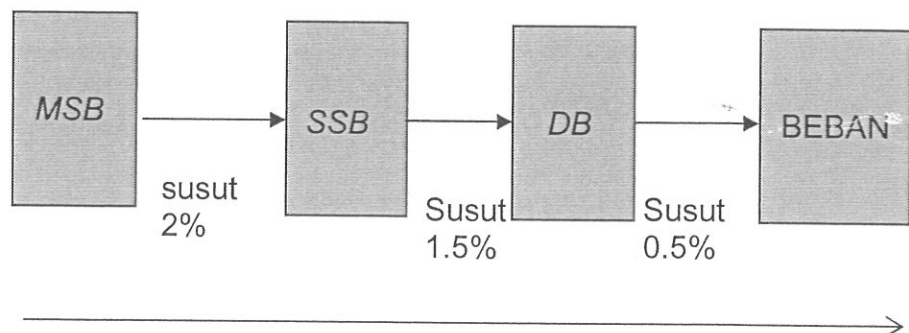 MSB
SSB
DB
BEBAN
susut
2%
Susut
1.5%
Susut
0.5%